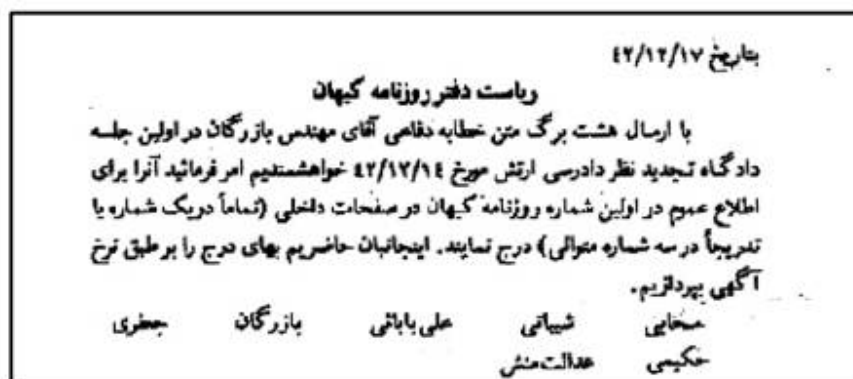 بتاریخ ۴۲/۱۲/۱۷
ریاست دفتر روزنامه کیهان
با ارسال هشت برگ متن خطابه دفاعی آقای مهندس بازرگان در اولین جلسه
دادگاه تجدید نظر دادرسی ارتش مورخ ۴۲/۱۲/۱۴ خواهشمندیم امر فرمائید آنرا برای
اطلاع عموم در اولین شماره روزنامه کیهان در صفحات داخلی (تماماً در یک شماره یا
تدریجاً در سه شماره متوالی) درج نمایند. اینجانبان حاضریم بهای درج را بر طبق نرخ
آگهی بپردازیم.
سحابی شیبانی علی بابائی بازرگان جعفری
حکیمی عدالت منش